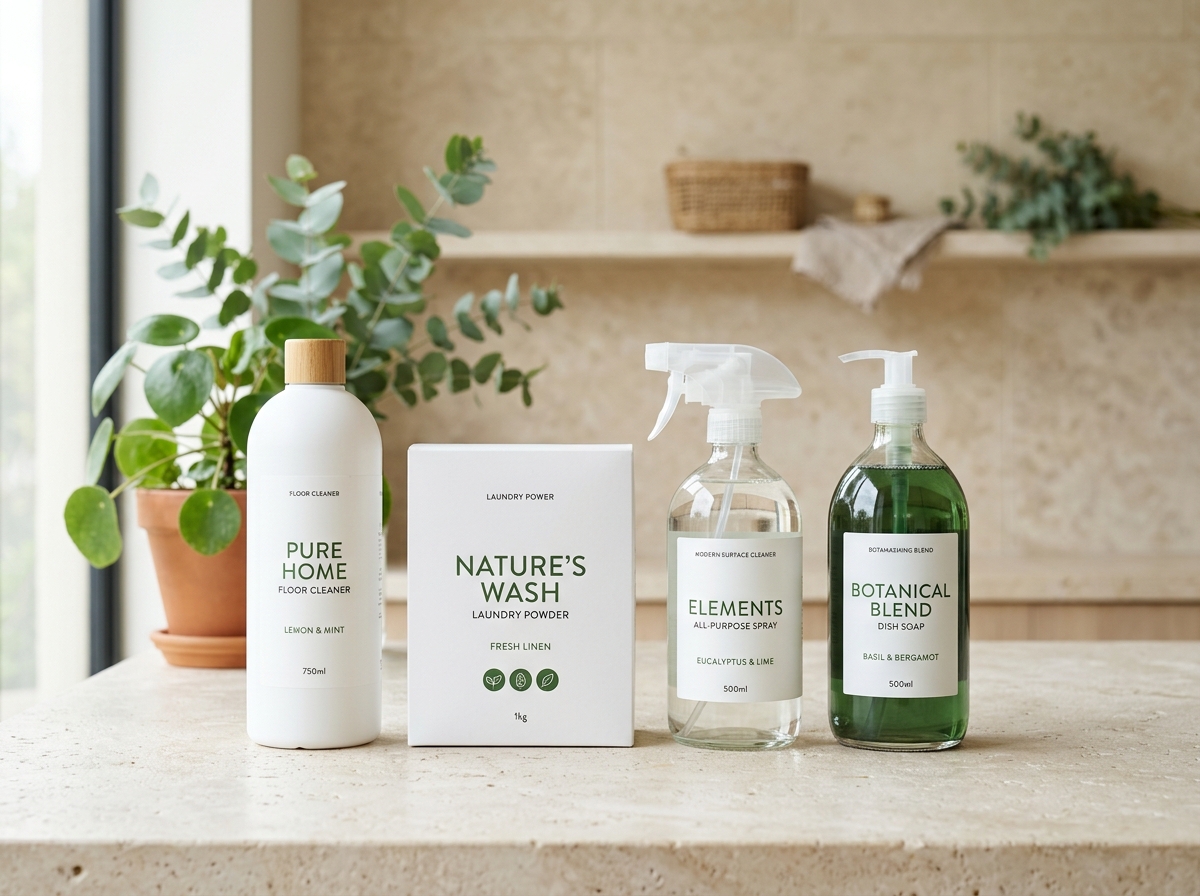 FLOOR CLEANER
PURE
HOME
FLOOR CLEANER
LEMON & MINT
750ml
LAUNDRY POWER
NATURE'S
WASH
LAUNDRY POWDER
FRESH LINEN
1kg
MODERN SURFACE CLEANER
ELEMENTS
ALL-PURPOSE SPRAY
EUCALYPTUS & LIME
500ml
BLEND
BOTANICAL
BLEND
DISH SOAP
BASIL & BERGAMOT
500ml